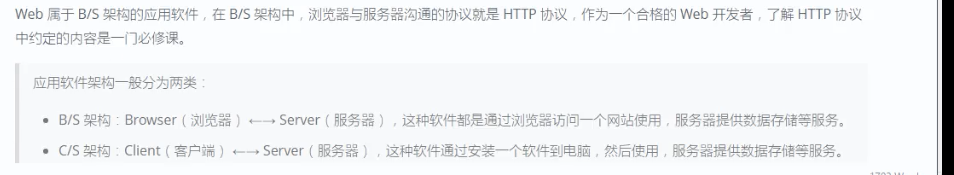 Web 属于 B/S 架构的应用软件，在 B/S 架构中，浏览器与服务器沟通的协议就是 HTTP 协议，作为一个合格的 Web 开发者，了解 HTTP 协议
中约定的内容是一门必修课。
应用软件架构一般分为两类：
• B/S 架构：Browser（浏览器）←→ Server（服务器），这种软件都是通过浏览器访问一个网站使用，服务器提供数据存储等服务。
• C/S 架构：Client（客户端）←→ Server（服务器），这种软件通过安装一个软件到电脑，然后使用，服务器提供数据存储等服务。